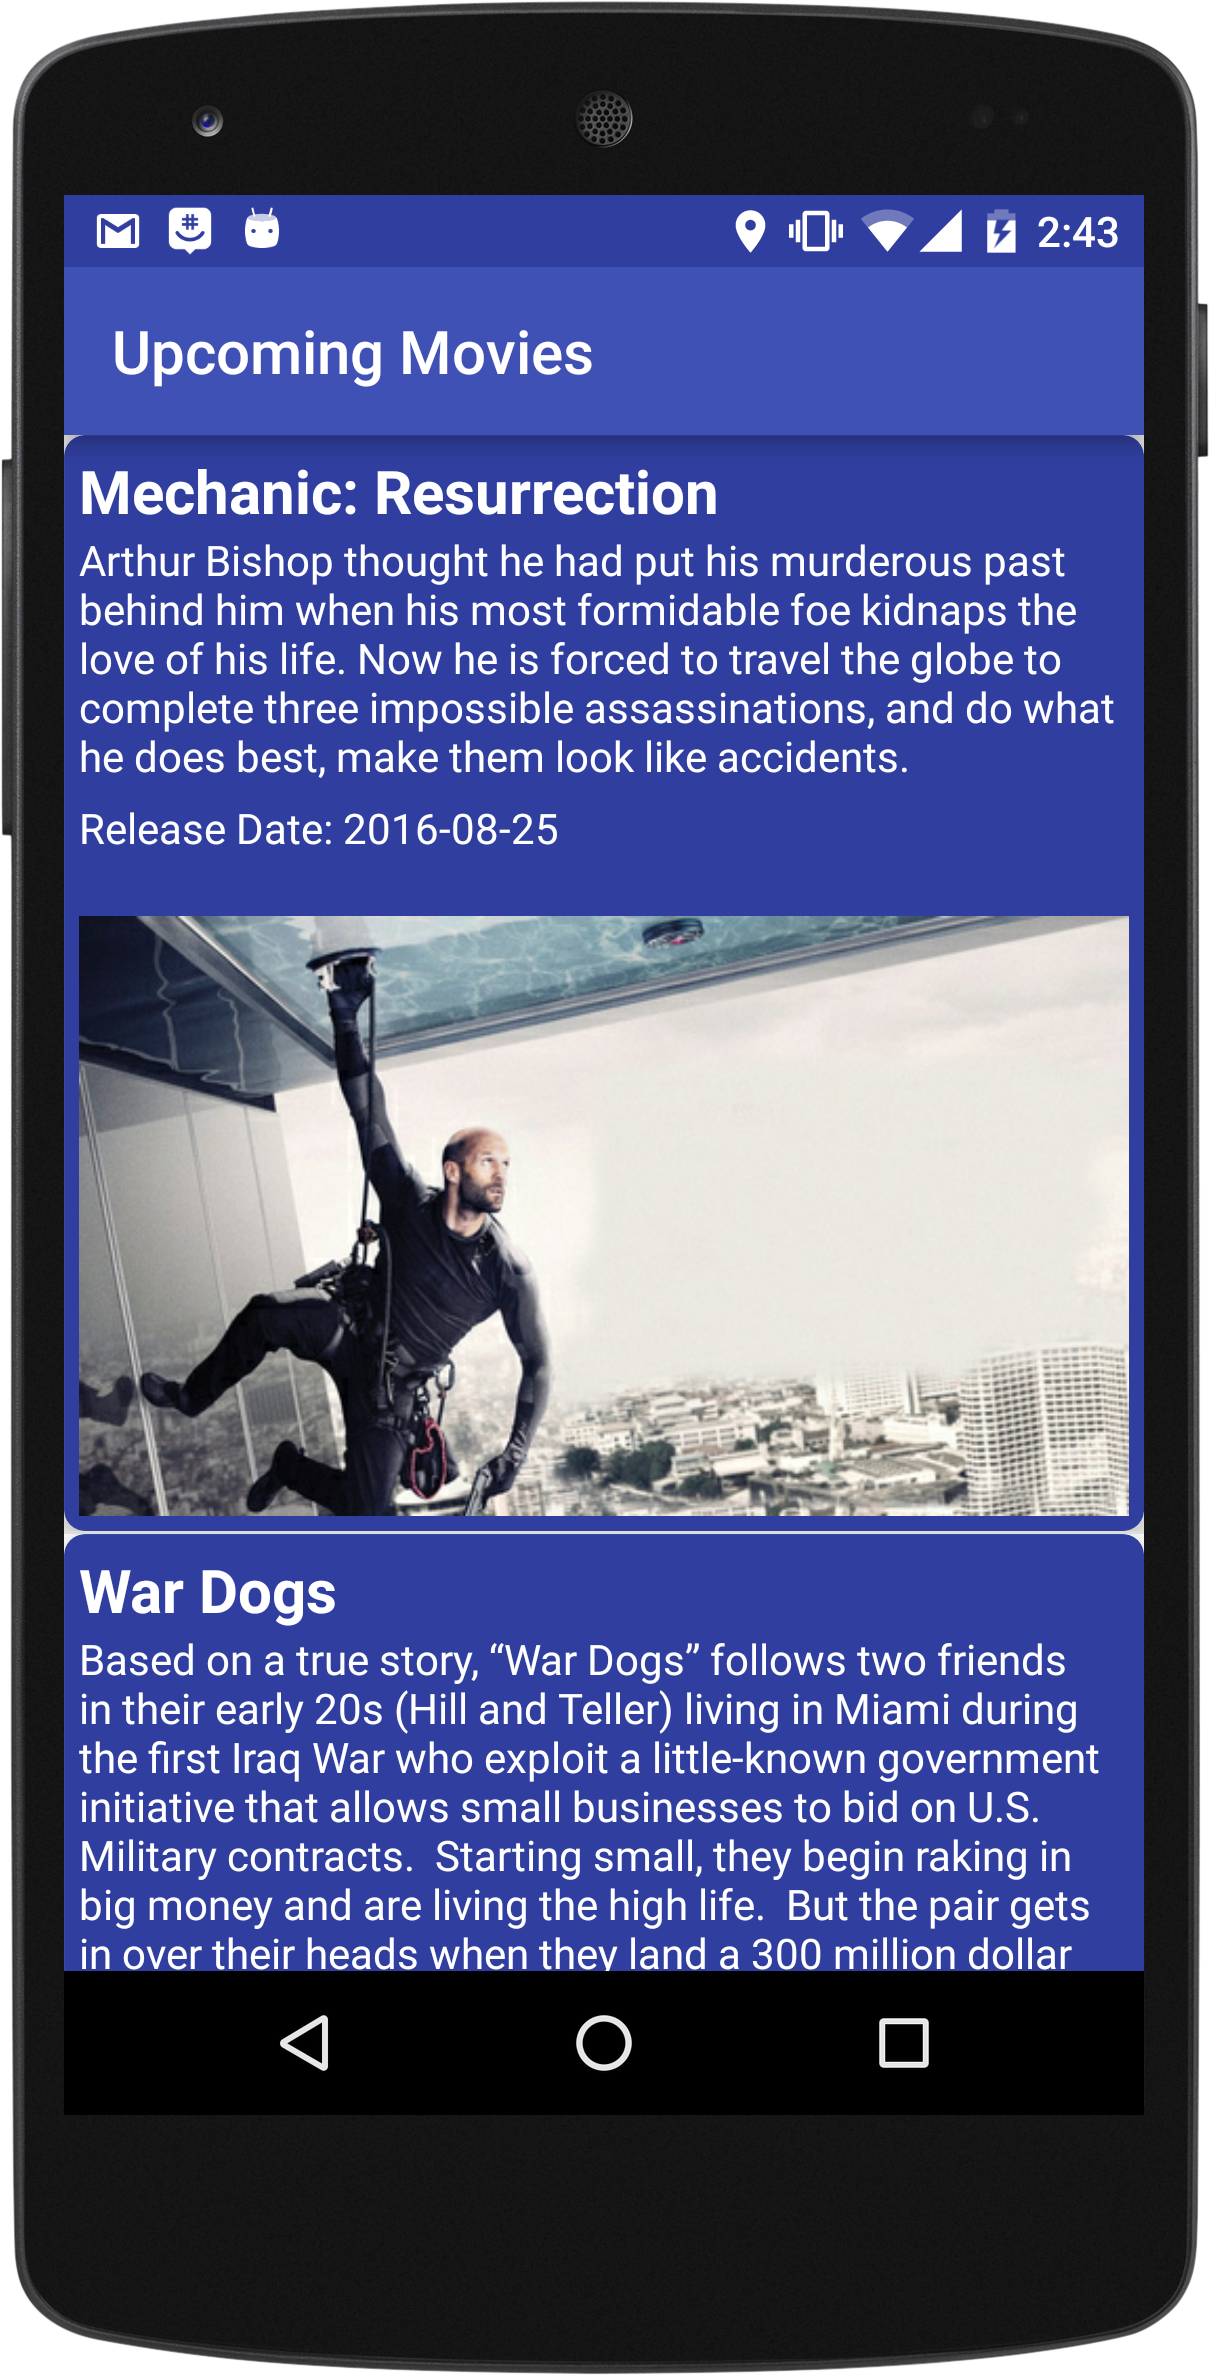 2:43
Upcoming Movies
Mechanic: Resurrection
Arthur Bishop thought he had put his murderous past
behind him when his most formidable foe kidnaps the
love of his life. Now he is forced to travel the globe to
complete three impossible assassinations, and do what
he does best, make them look like accidents.
Release Date: 2016-08-25
War Dogs
Based on a true story, “War Dogs” follows two friends
in their early 20s (Hill and Teller) living in Miami during
the first Iraq War who exploit a little-known government
initiative that allows small businesses to bid on U.S.
Military contracts.  Starting small, they begin raking in
big money and are living the high life.  But the pair gets
in over their heads when they land a 300 million dollar